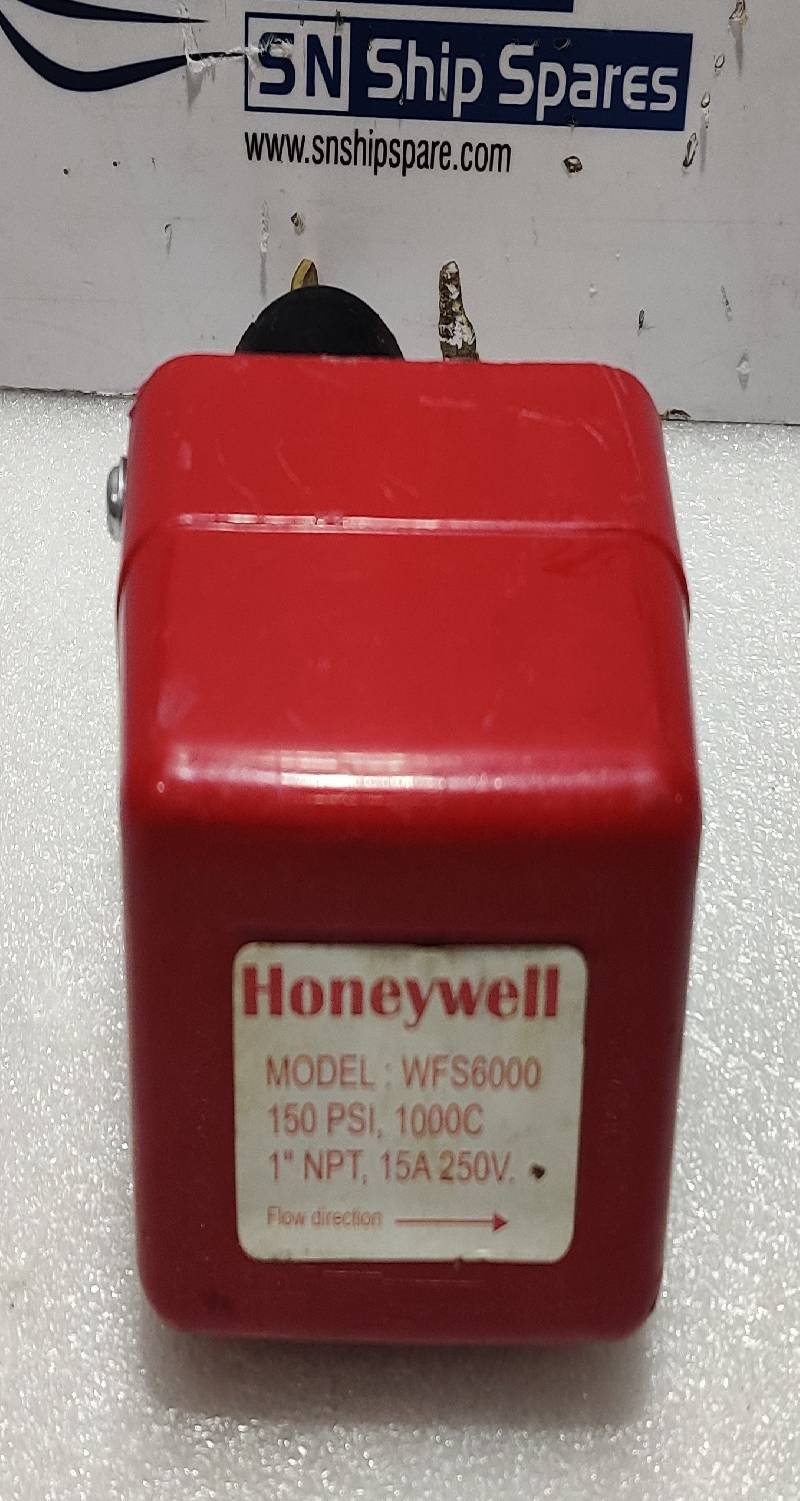 SN Ship Spares
www.snshipspare.com
Honeywell
MODEL : WFS6000
150 PSI, 1000C
1" NPT, 15A 250V.
Flow direction